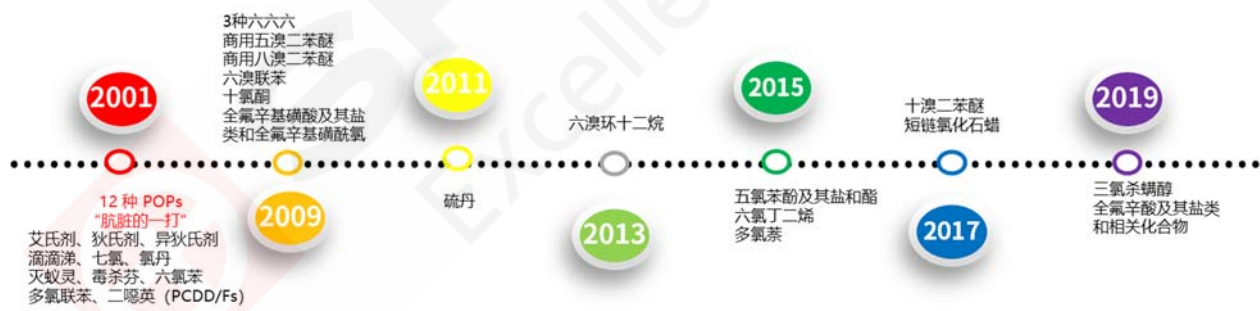 2001
12 种 POPs
“肮脏的一打”
艾氏剂、狄氏剂、异狄氏剂
滴滴涕、七氯、氯丹
灭蚁灵、毒杀芬、六氯苯
多氯联苯、二噁英 (PCDD/Fs)
3种六六六
商用五溴二苯醚
商用八溴二苯醚
六溴联苯
十氯酮
全氟辛基磺酸及其盐
类和全氟辛基磺酰氯
2009
2011
硫丹
六溴环十二烷
2013
2015
五氯苯酚及其盐和酯
六氯丁二烯
多氯萘
十溴二苯醚
短链氯化石蜡
2017
2019
三氯杀螨醇
全氟辛酸及其盐类
和相关化合物